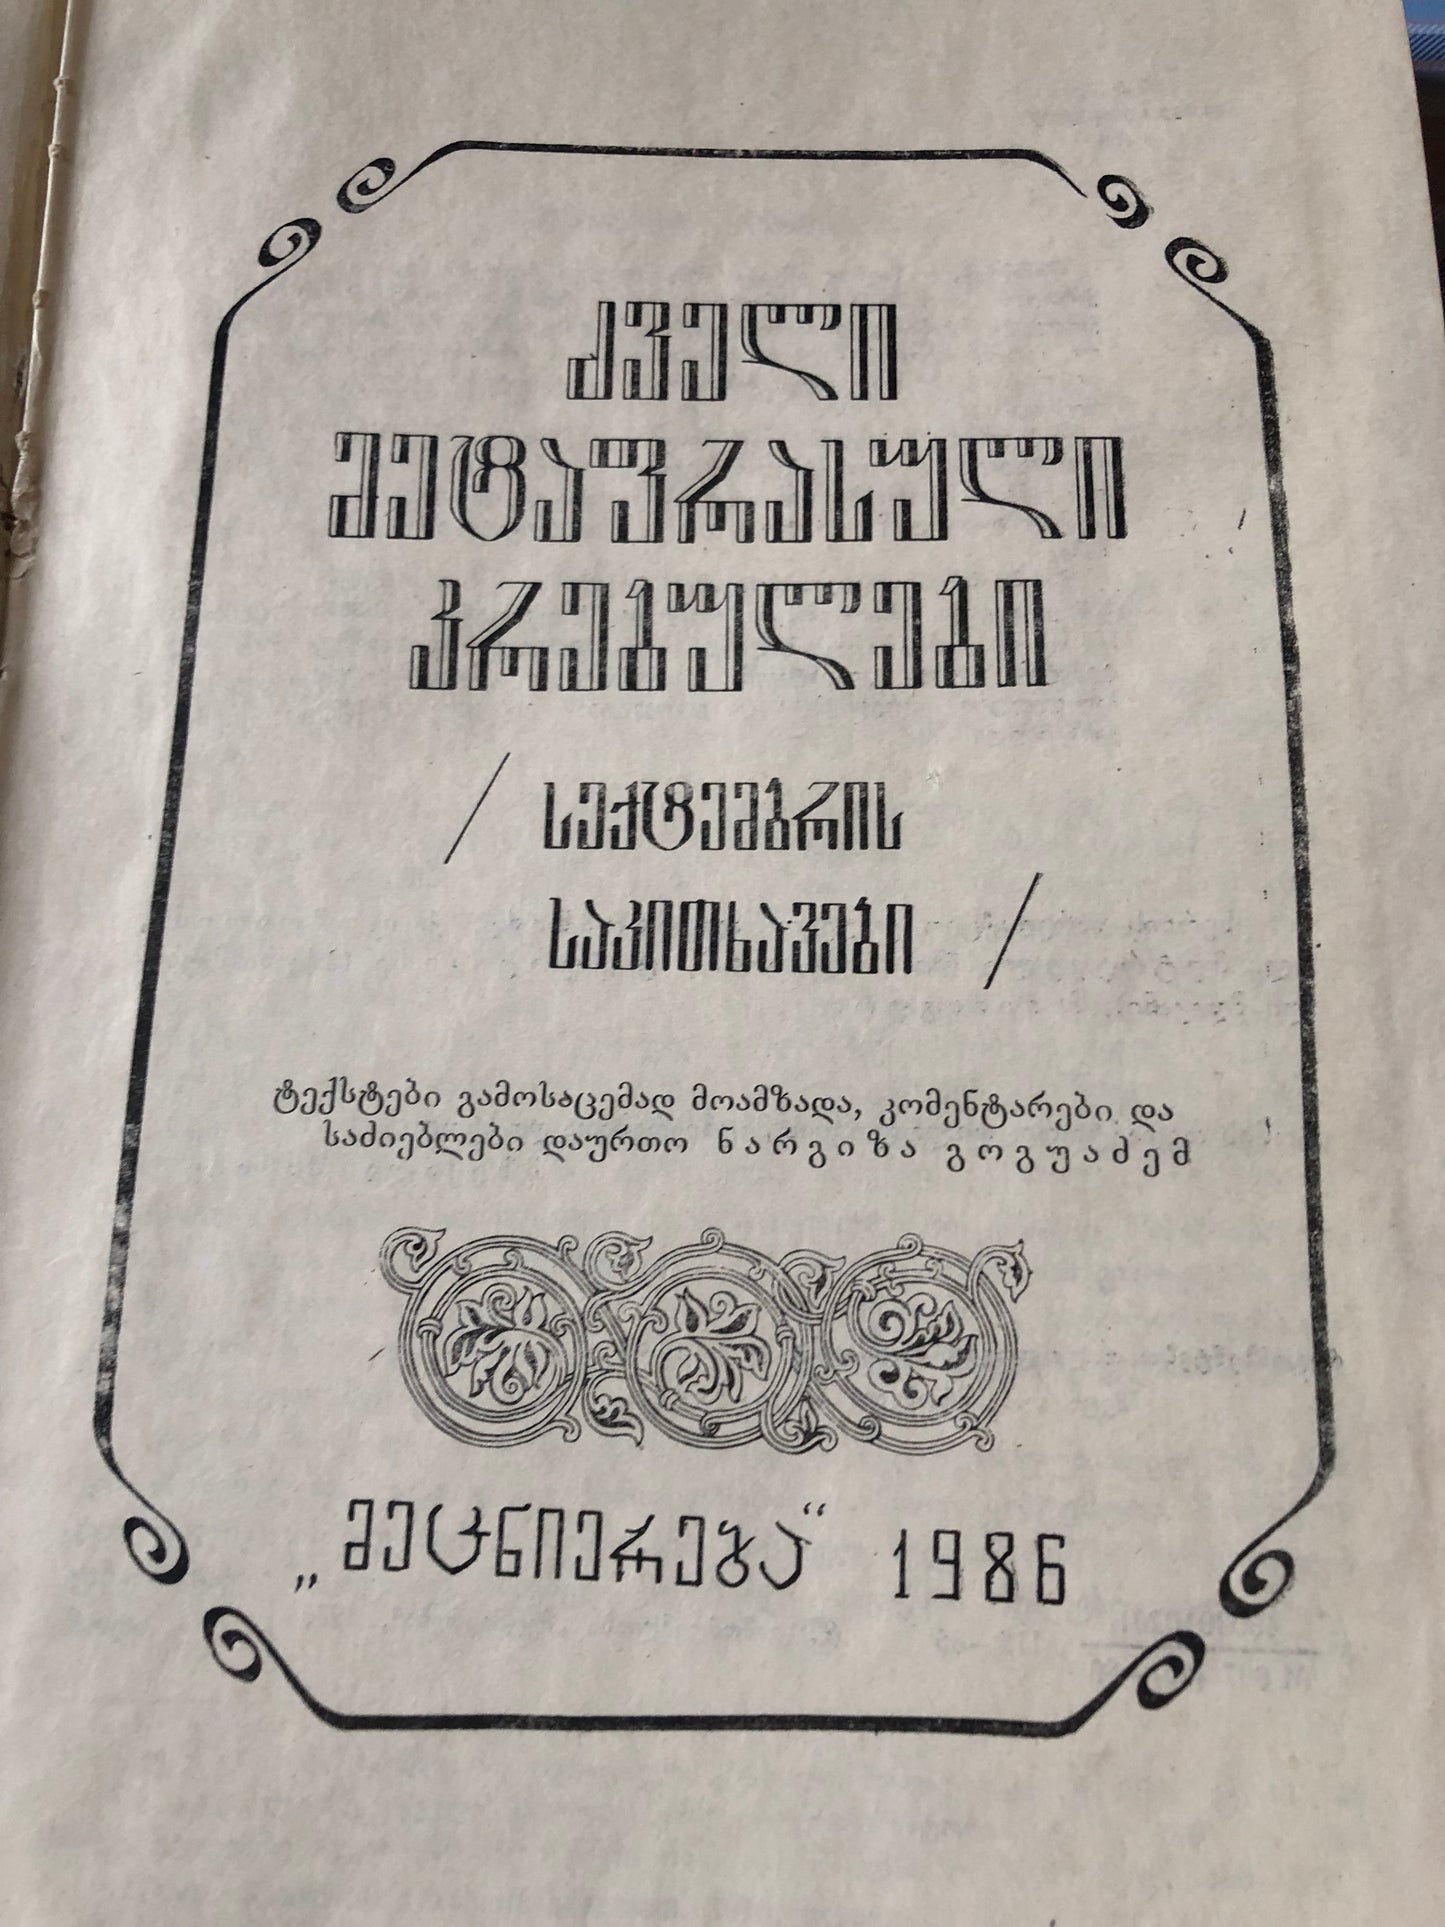 ძველი
მეტაფრასული
კრებულები
/ სექტემბრის
საკითხავები /
ტექსტები გამოსაცემად მოამზადა, კომენტარები და
საძიებლები დაურთო ნარგიზა გოგუაძემ
„მეცნიერება“ 1986